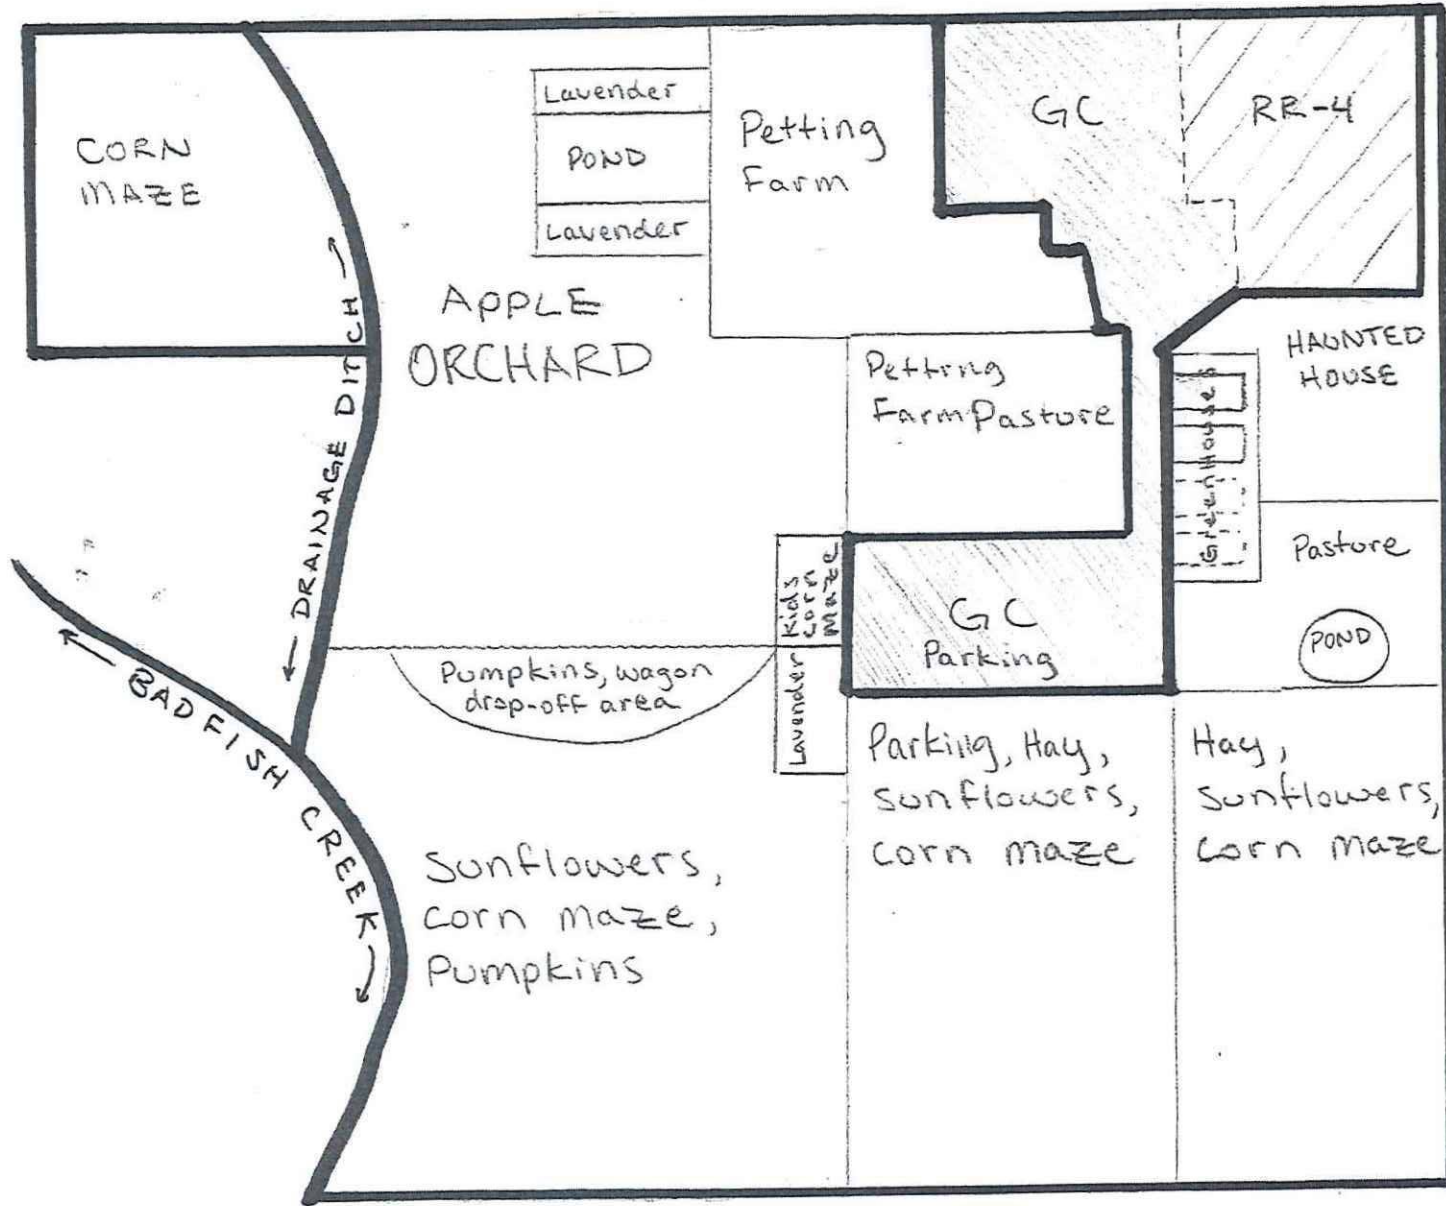 CORN
MAZE
Lavender
POND
Lavender
Petting
Farm
GC
RR-4
APPLE
ORCHARD
DRAINAGE DITCH
Petting
Farm Pasture
HAUNTED
HOUSE
Greenhouses
Pasture
POND
Kids
Corn
Maze
GC
Parking
BADFISH CREEK
Pumpkins, wagon
drop-off area
Lavender
Parking, Hay,
sunflowers,
corn maze
Hay,
sunflowers,
corn maze
Sunflowers,
corn maze,
Pumpkins